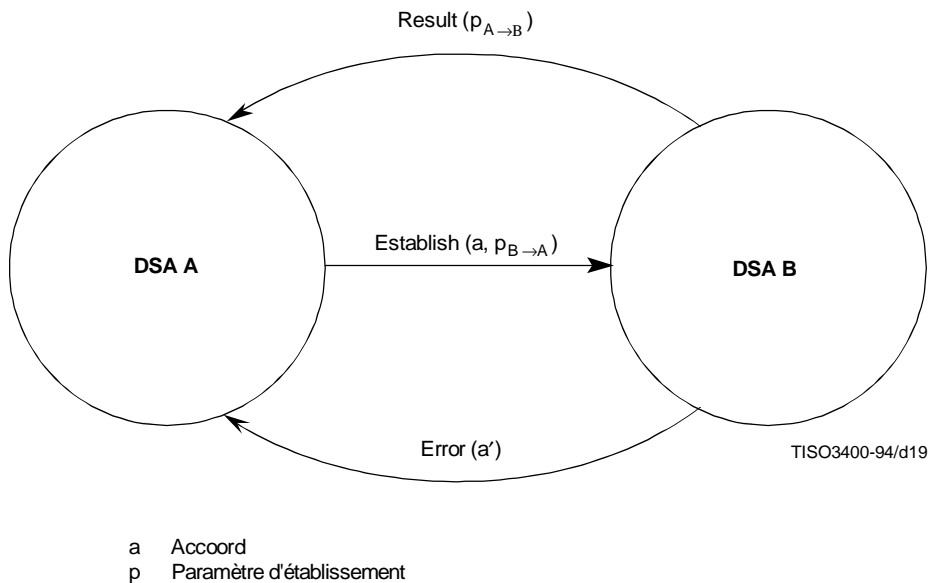 Result (pA→B)
Establish (a, pB→A)
DSA A
DSA B
Error (a′)
TISO3400-94/d19
a Accoord
p Paramètre d'établissement